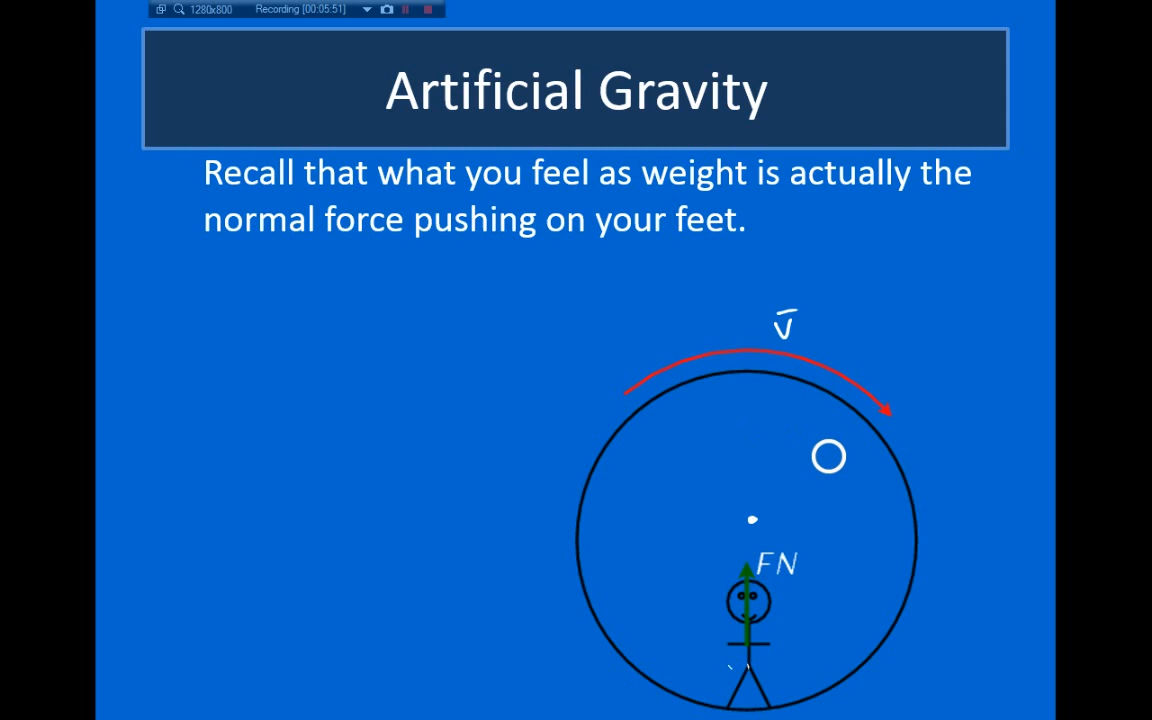 1280x800 Recording [00:05:51]
Artificial Gravity
Recall that what you feel as weight is actually the
normal force pushing on your feet.
v̄
FN